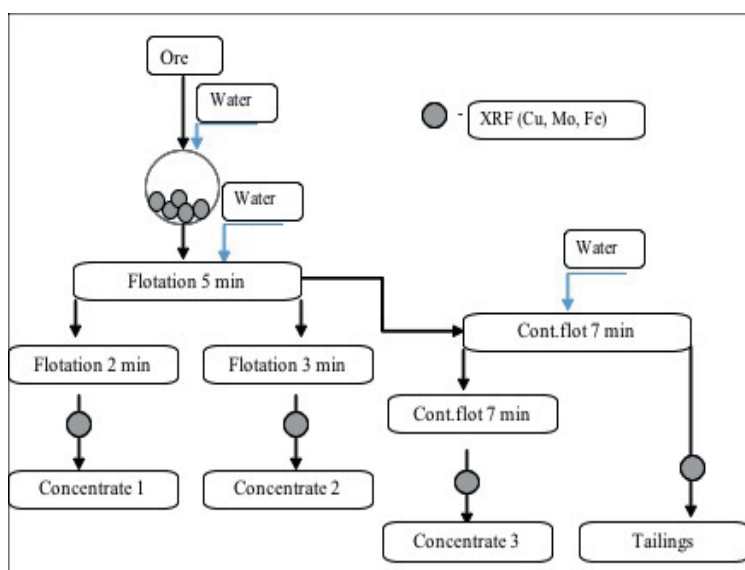 Ore
Water
- XRF (Cu, Mo, Fe)
Water
Water
Flotation 5 min
Cont.flot 7 min
Flotation 2 min
Flotation 3 min
Cont.flot 7 min
Concentrate 1
Concentrate 2
Concentrate 3
Tailings